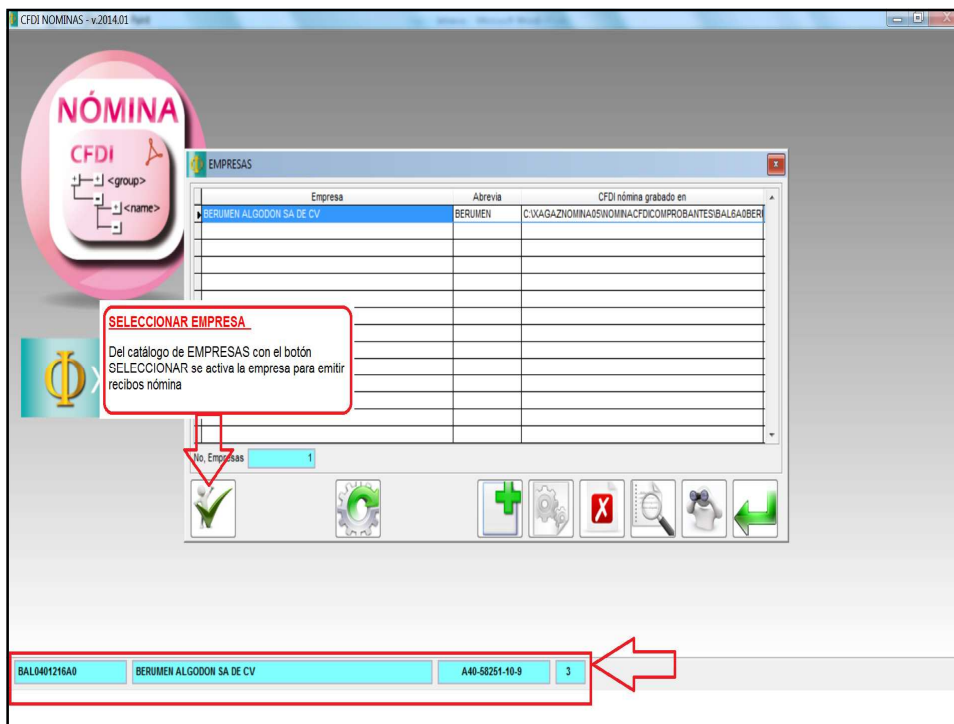 CFDI NOMINAS - v.2014.01
NÓMINA
CFDI
<group>
<name>
EMPRESAS
Empresa Abrevia CFDI nómina grabado en
BERUMEN ALGODON SA DE CV BERUMEN C:\XAGAZNOMINA05\NOMINACFDICOMPROBANTES\BAL6A0BER
SELECCIONAR EMPRESA
Del catálogo de EMPRESAS con el botón
SELECCIONAR se activa la empresa para emitir
recibos nómina
No, Empresas 1
BAL0401216A0 BERUMEN ALGODON SA DE CV A40-58251-10-9 3